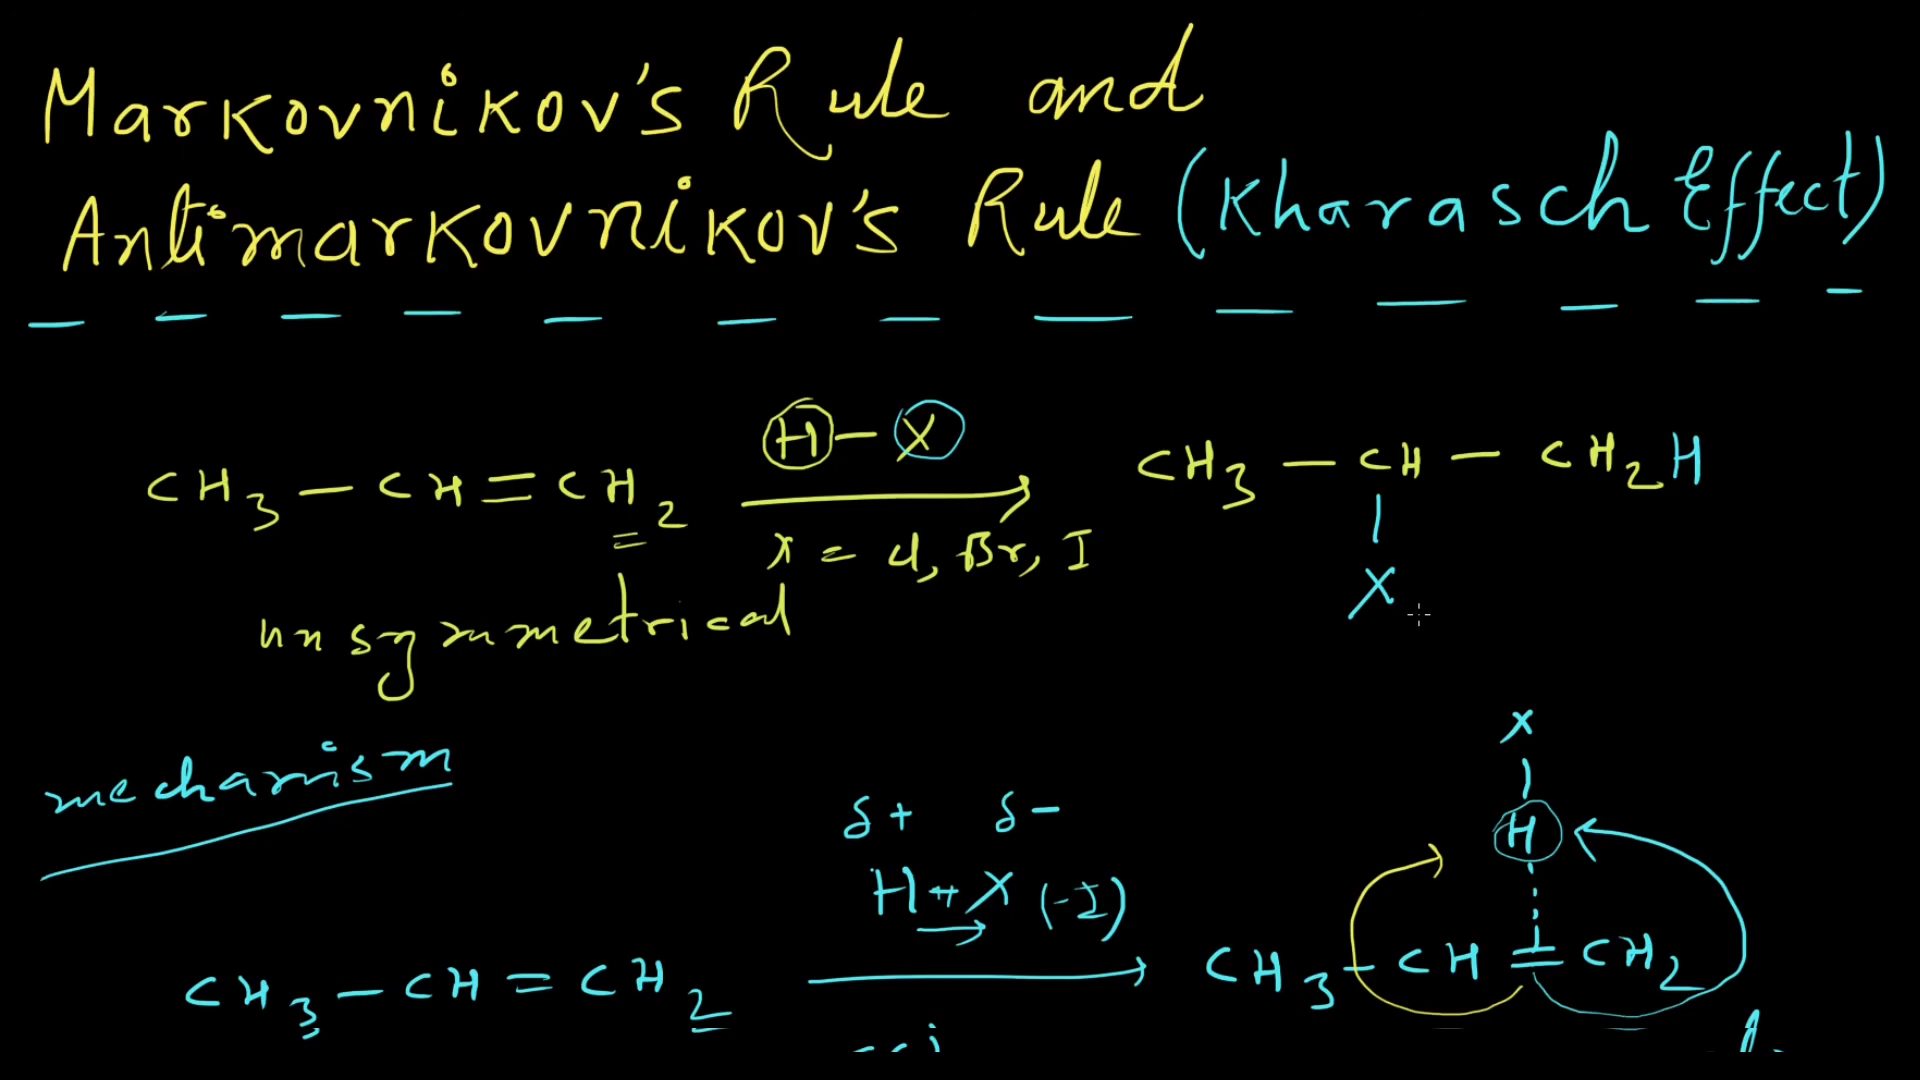 Markovnikov's Rule and
Antimarkovnikov's Rule (Kharasch Effect)
H - X
CH3 - CH = CH2
CH3 - CH - CH2H
X
X = Cl, Br, I
unsymmetrical
mechanism
X
H
δ+ δ-
H + X (-I)
CH3 - CH = CH2
CH3 - CH = CH2